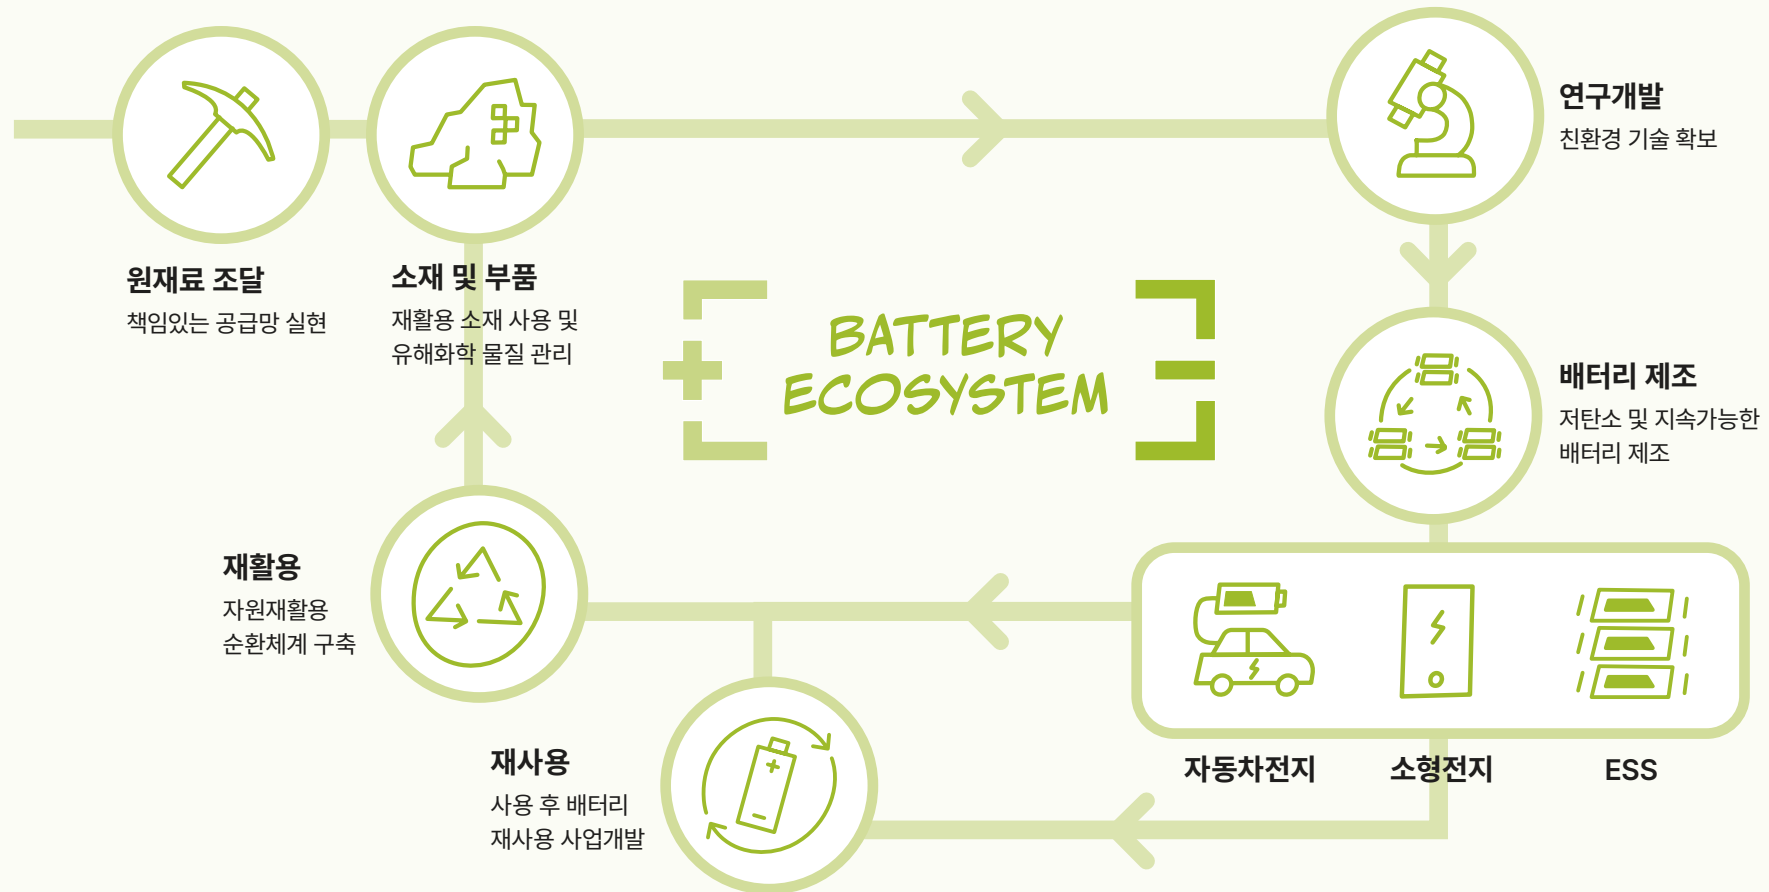 원재료 조달
책임있는 공급망 실현
소재 및 부품
재활용 소재 사용 및
유해화학 물질 관리
연구개발
친환경 기술 확보
BATTERY
ECOSYSTEM
배터리 제조
저탄소 및 지속가능한
배터리 제조
자동차전지
소형전지
ESS
재활용
자원재활용
순환체계 구축
재사용
사용 후 배터리
재사용 사업개발